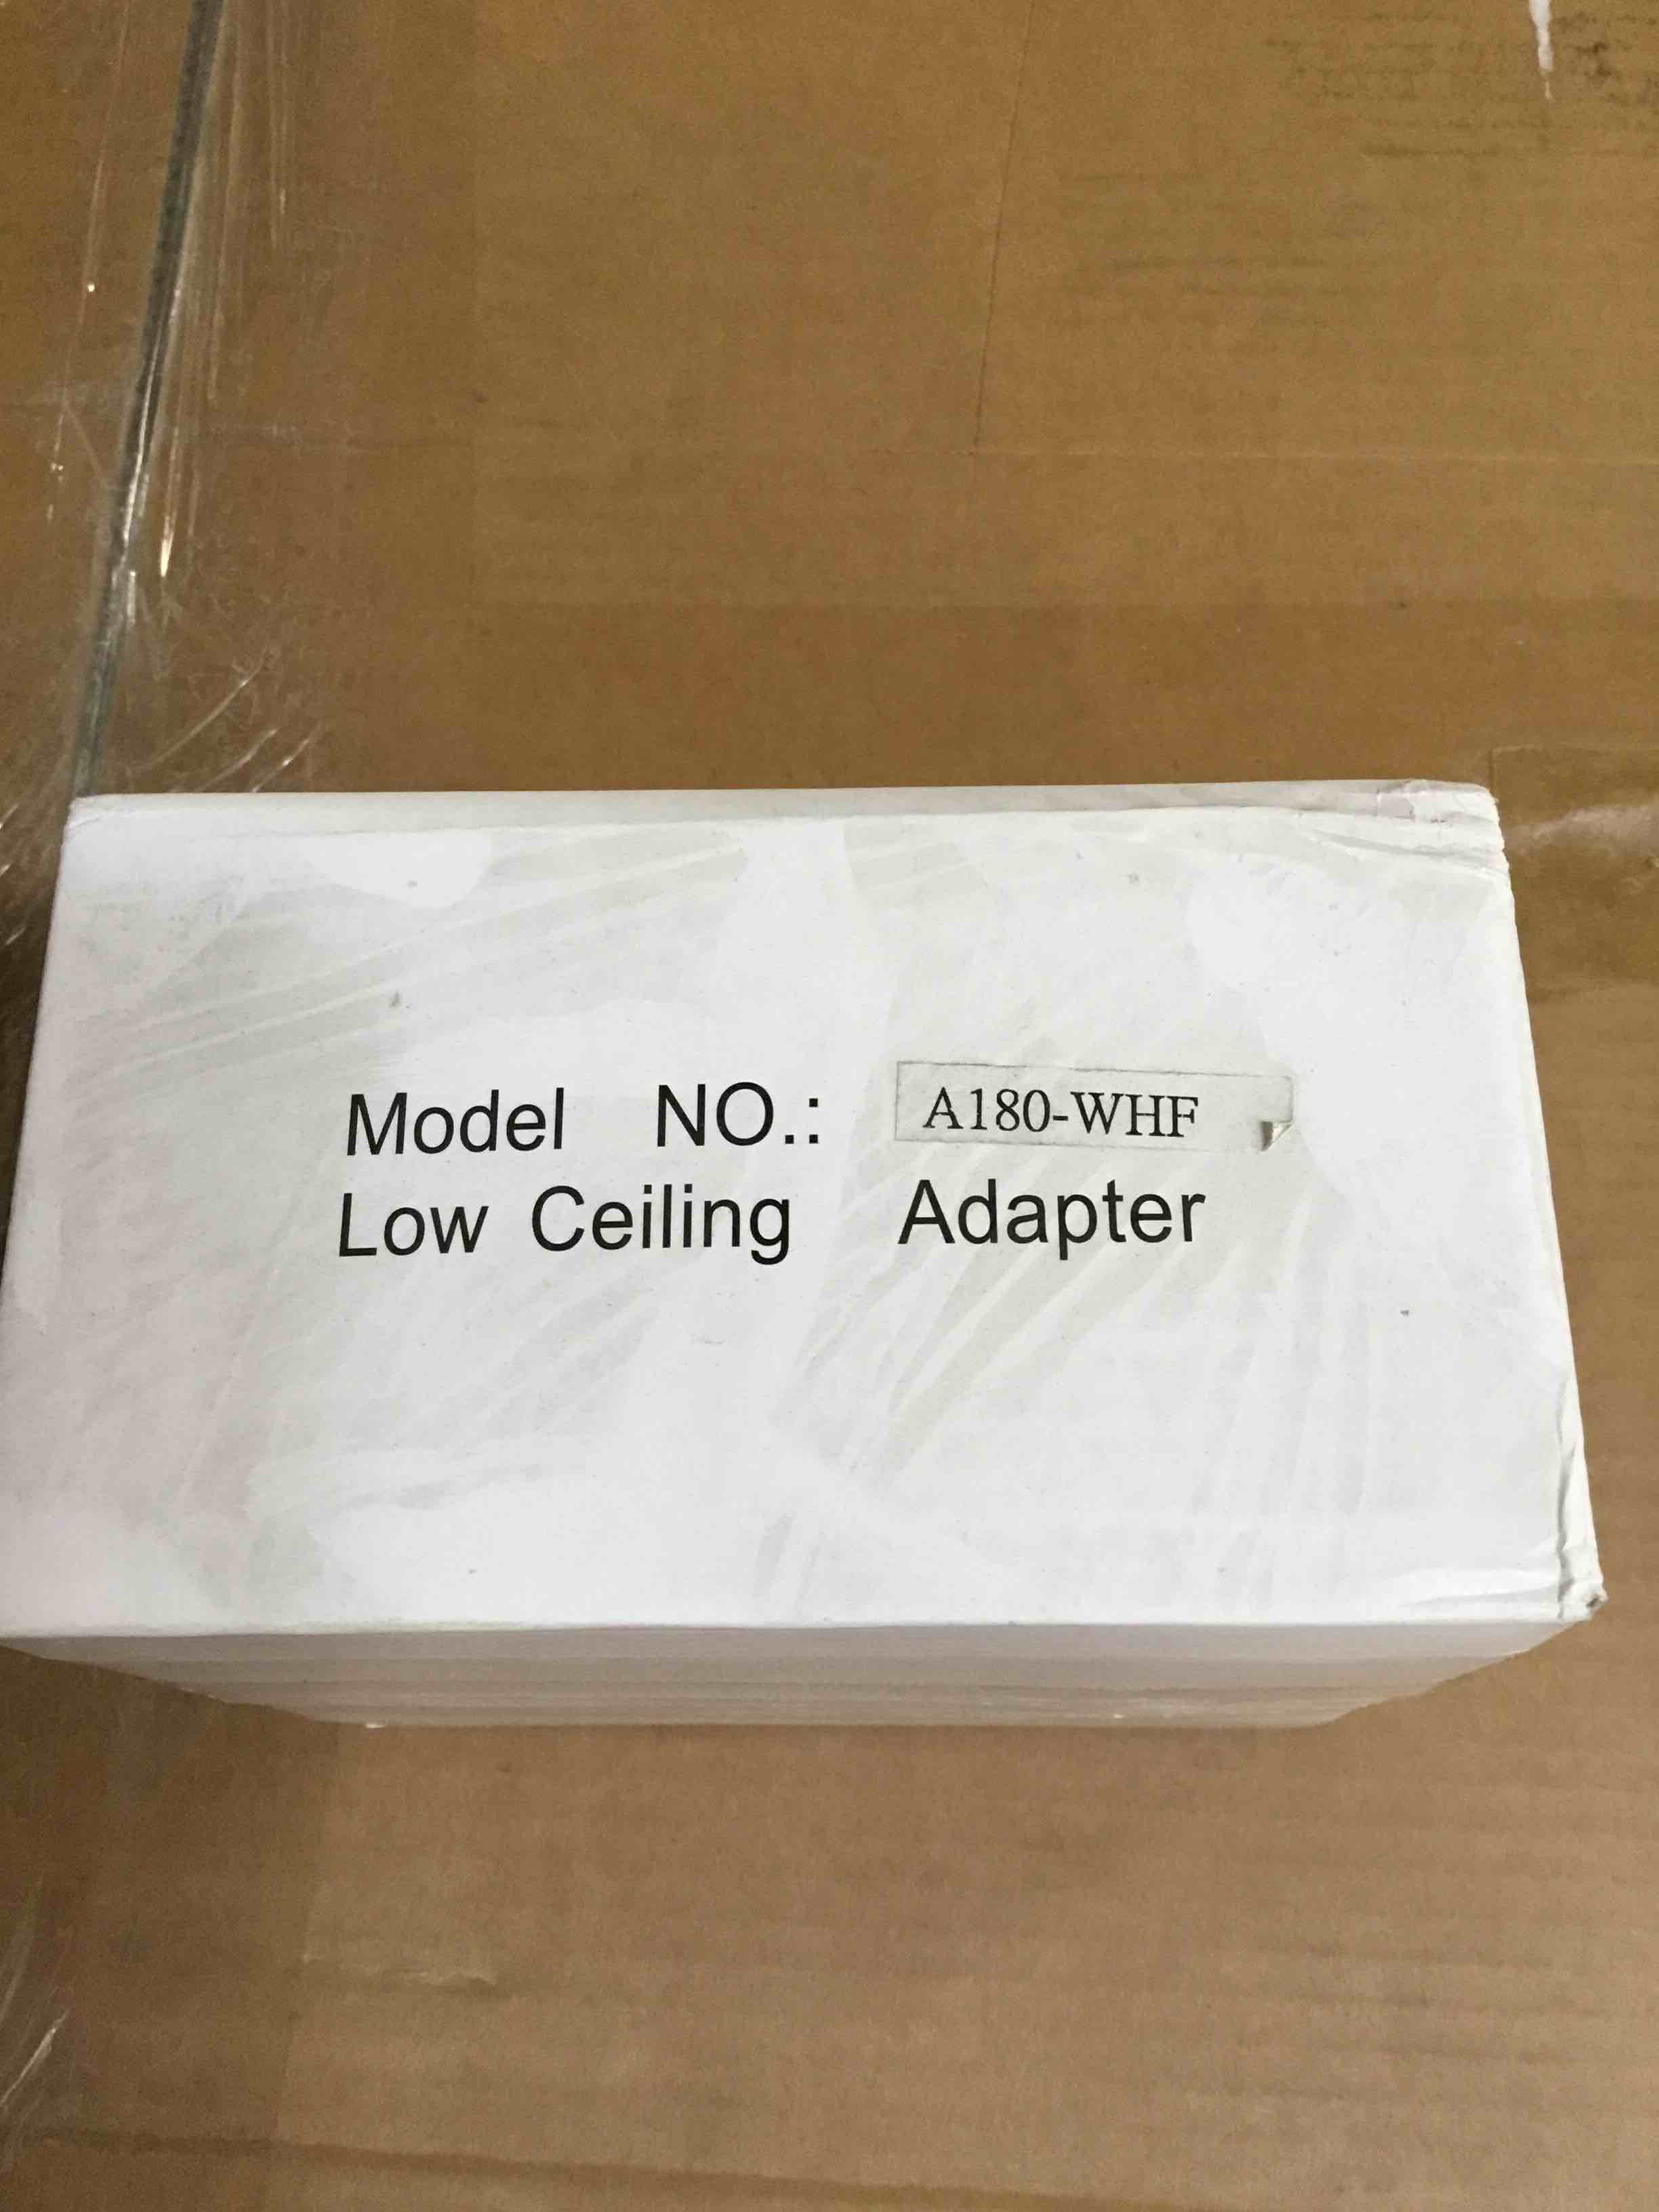 Model NO.: A180-WHF
Low Ceiling Adapter